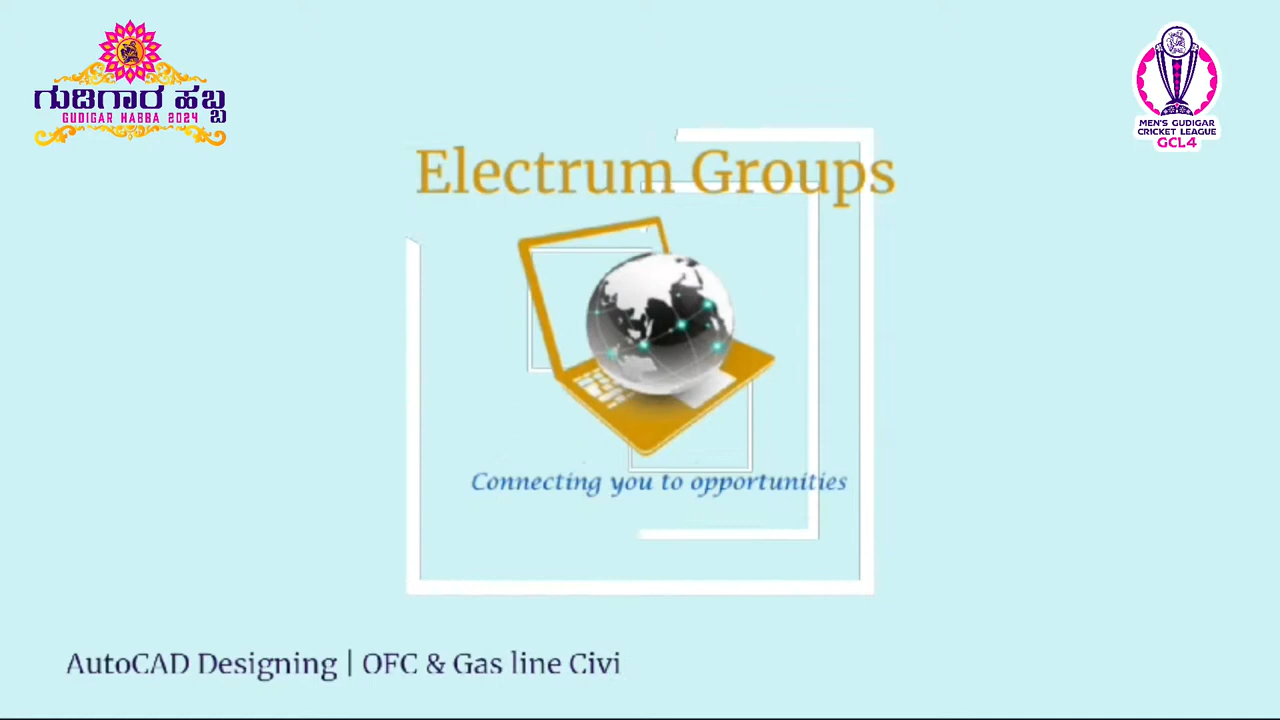 ಗುಡಿಗಾರ ಹಬ್ಬ
GUDIGAR HABBA 2024
MEN'S GUDIGAR
CRICKET LEAGUE
GCL4
Electrum Groups
Connecting you to opportunities
AutoCAD Designing | OFC & Gas line Civi